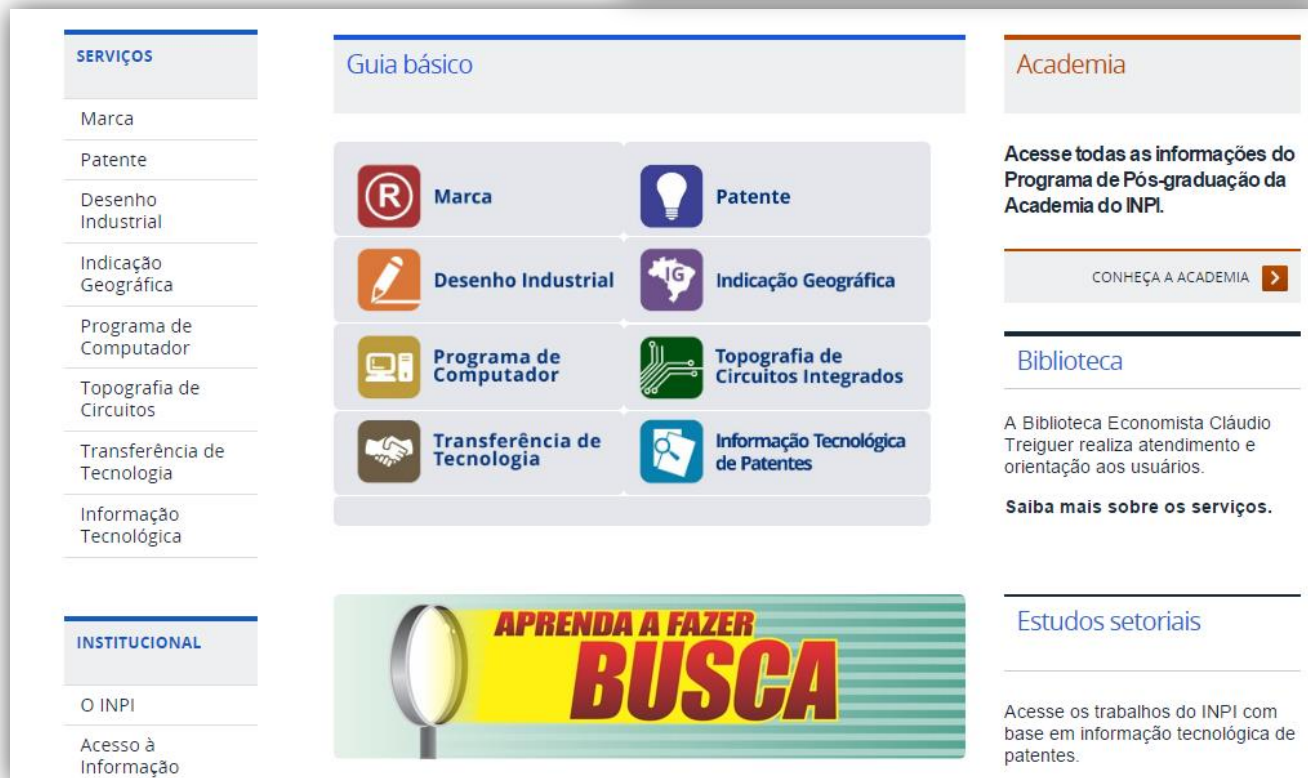 SERVIÇOS
Marca
Patente
Desenho
Industrial
Indicação
Geográfica
Programa de
Computador
Topografia de
Circuitos
Transferência de
Tecnologia
Informação
Tecnológica
INSTITUCIONAL
O INPI
Acesso à
Informação
Guia básico
® Marca
Patente
Desenho Industrial
IG Indicação Geográfica
Programa de
Computador
Topografia de
Circuitos Integrados
Transferência de
Tecnologia
Informação Tecnológica
de Patentes
APRENDA A FAZER
BUSCA
Academia
Acesse todas as informações do
Programa de Pós-graduação da
Academia do INPI.
CONHEÇA A ACADEMIA
Biblioteca
A Biblioteca Economista Cláudio
Treiguer realiza atendimento e
orientação aos usuários.
Saiba mais sobre os serviços.
Estudos setoriais
Acesse os trabalhos do INPI com
base em informação tecnológica de
patentes.